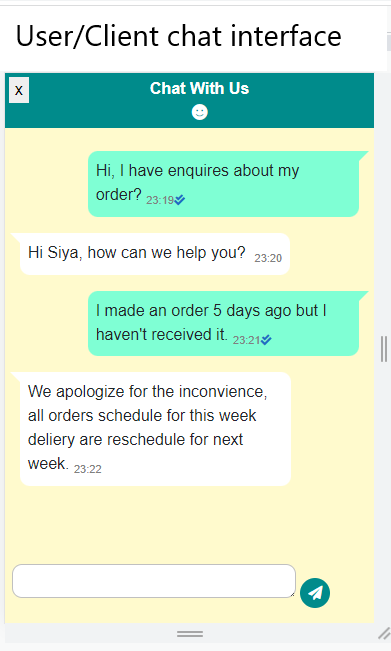 User/Client chat interface
x
Chat With Us
Hi, I have enquires about my
order? 23:19
Hi Siya, how can we help you? 23:20
I made an order 5 days ago but I
haven't received it. 23:21
We apologize for the inconvience,
all orders schedule for this week
deliery are reschedule for next
week. 23:22